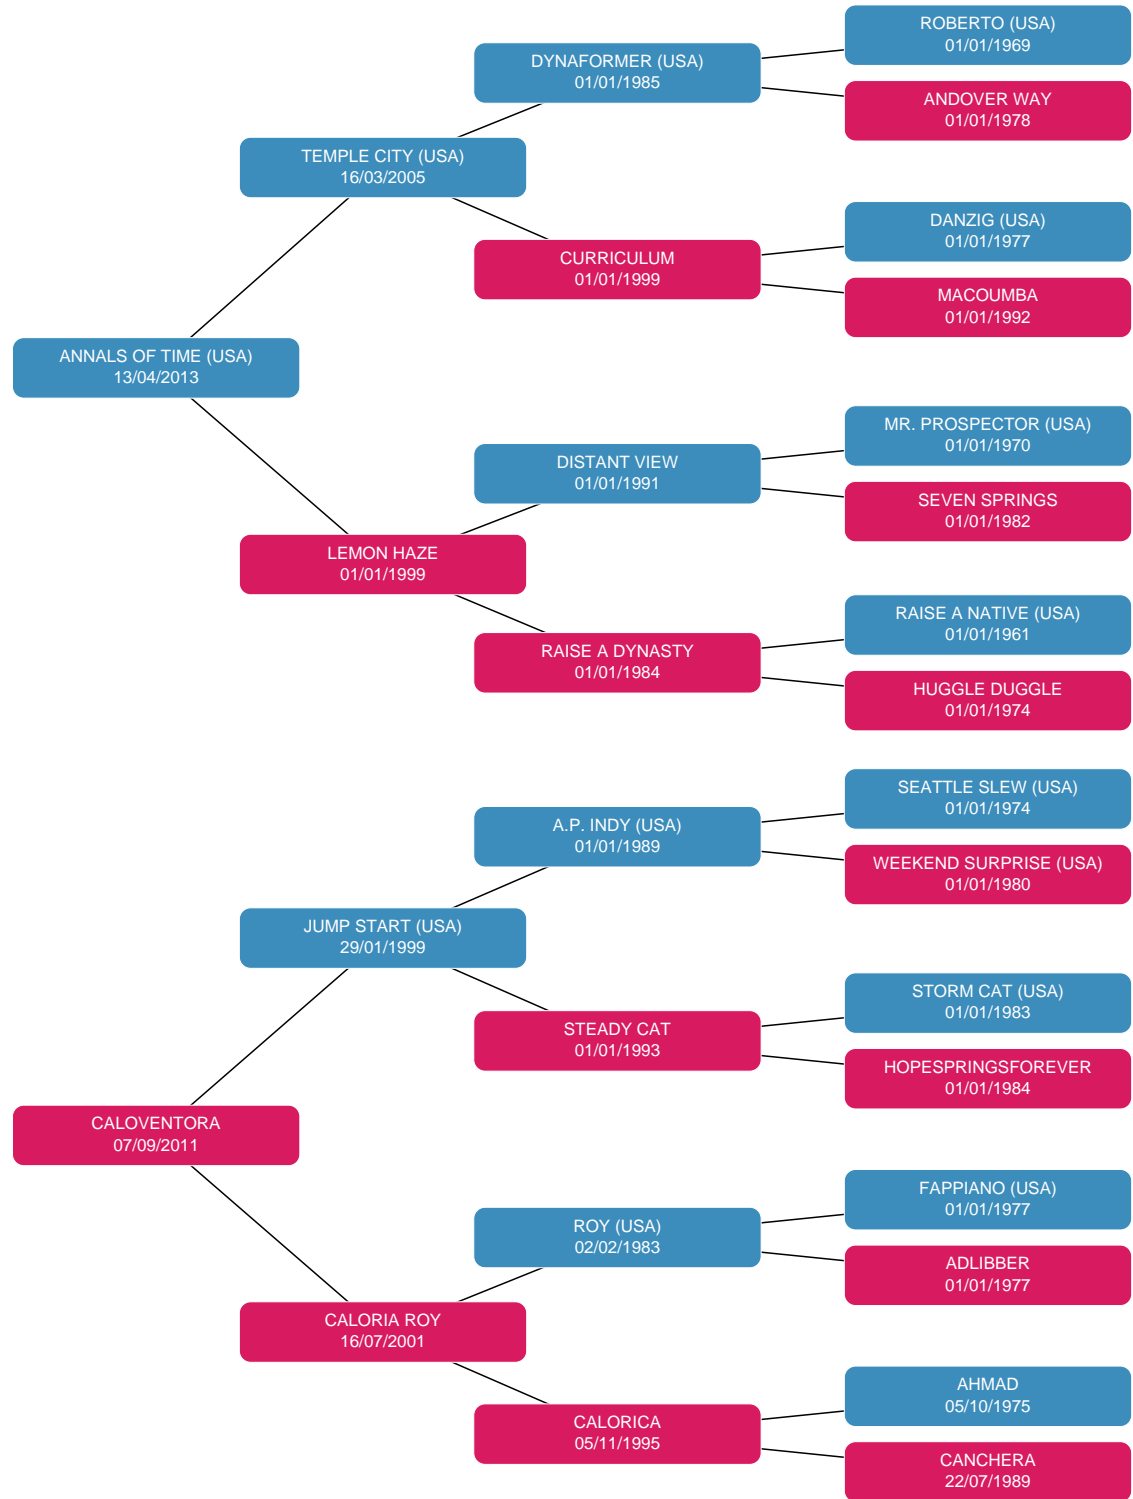 ROBERTO (USA)
01/01/1969
DYNAFORMER (USA)
01/01/1985
ANDOVER WAY
01/01/1978
TEMPLE CITY (USA)
16/03/2005
DANZIG (USA)
01/01/1977
CURRICULUM
01/01/1999
MACOUMBA
01/01/1992
ANNALS OF TIME (USA)
13/04/2013
MR. PROSPECTOR (USA)
01/01/1970
DISTANT VIEW
01/01/1991
SEVEN SPRINGS
01/01/1982
LEMON HAZE
01/01/1999
RAISE A NATIVE (USA)
01/01/1961
RAISE A DYNASTY
01/01/1984
HUGGLE DUGGLE
01/01/1974
SEATTLE SLEW (USA)
01/01/1974
A.P. INDY (USA)
01/01/1989
WEEKEND SURPRISE (USA)
01/01/1980
JUMP START (USA)
29/01/1999
STORM CAT (USA)
01/01/1983
STEADY CAT
01/01/1993
HOPESPRINGSFOREVER
01/01/1984
CALOVENTORA
07/09/2011
FAPPIANO (USA)
01/01/1977
ROY (USA)
02/02/1983
ADLIBBER
01/01/1977
CALORIA ROY
16/07/2001
AHMAD
05/10/1975
CALORICA
05/11/1995
CANCHERA
22/07/1989